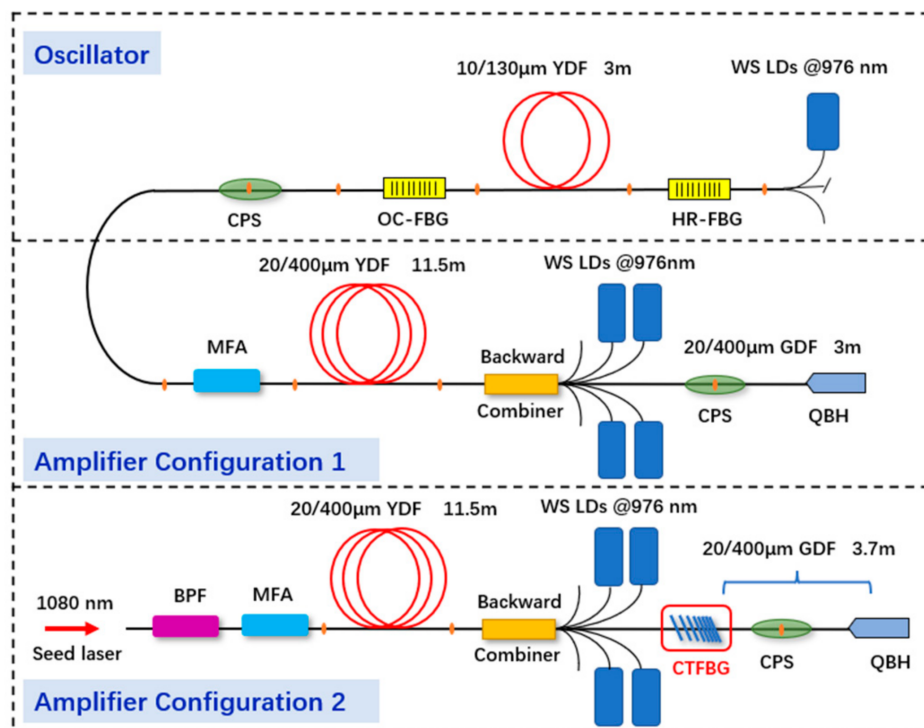 Oscillator
10/130μm YDF 3m
WS LDs @976 nm
CPS
OC-FBG
HR-FBG
20/400μm YDF 11.5m
WS LDs @976nm
MFA
Backward
Combiner
20/400μm GDF 3m
CPS
QBH
Amplifier Configuration 1
20/400μm YDF 11.5m
WS LDs @976 nm
20/400μm GDF 3.7m
1080 nm
Seed laser
BPF
MFA
Backward
Combiner
CTFBG
CPS
QBH
Amplifier Configuration 2